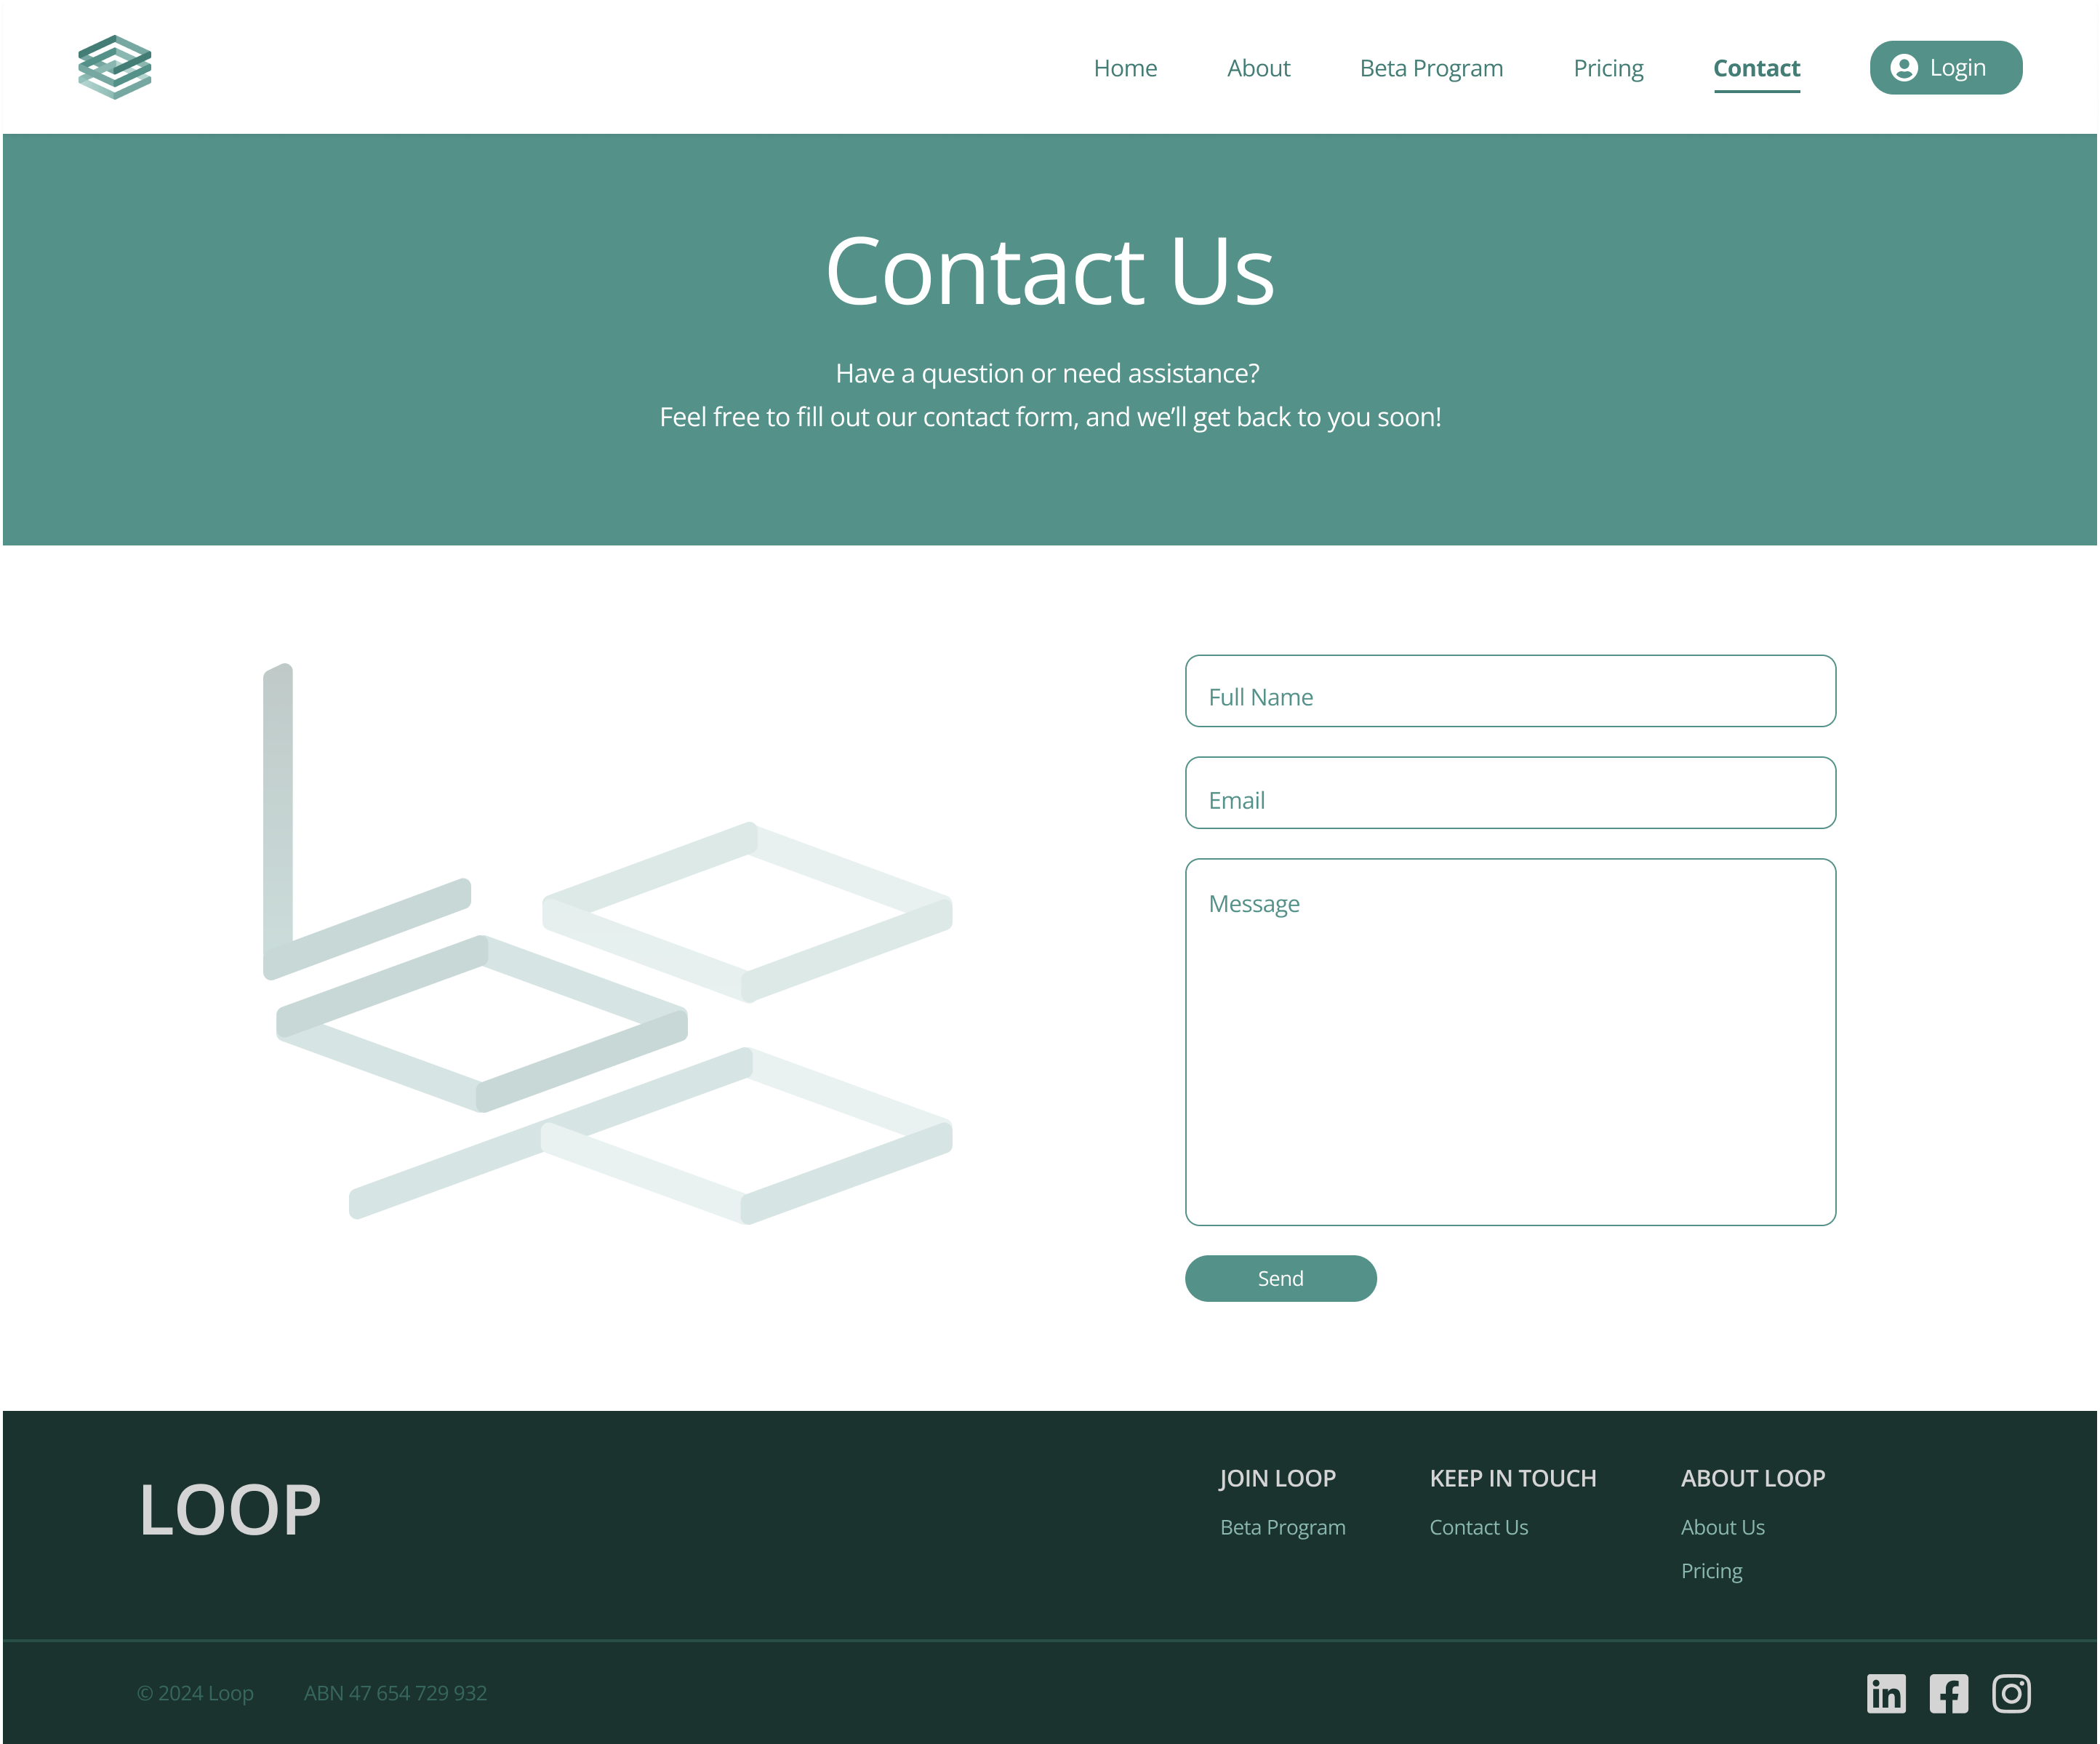 Home About Beta Program Pricing Contact Login
Contact Us
Have a question or need assistance?
Feel free to fill out our contact form, and we’ll get back to you soon!
Full Name
Email
Message
Send
LOOP
JOIN LOOP
Beta Program
KEEP IN TOUCH
Contact Us
ABOUT LOOP
About Us
Pricing
© 2024 Loop ABN 47 654 729 932